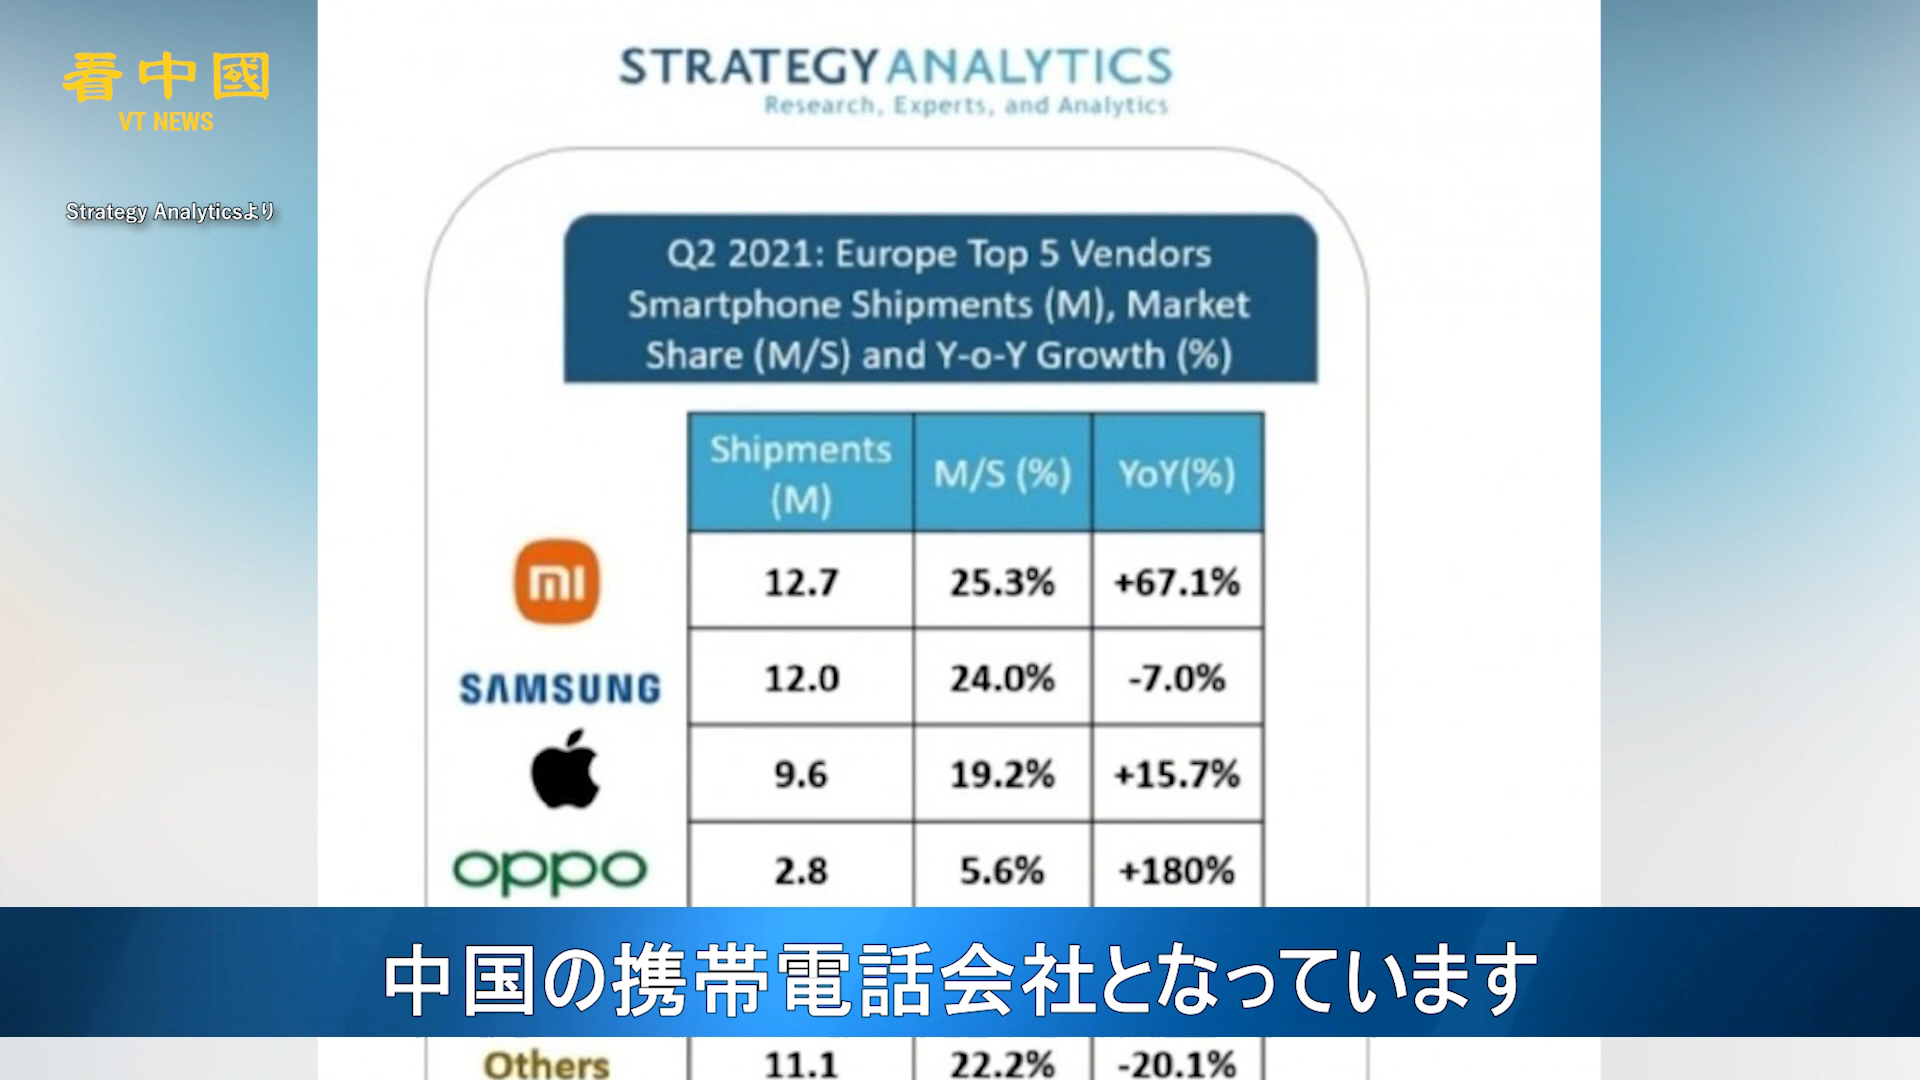 看中國
VT NEWS
Strategy Analyticsより
STRATEGY ANALYTICS
Research, Experts, and Analytics
Q2 2021: Europe Top 5 Vendors
Smartphone Shipments (M), Market
Share (M/S) and Y-o-Y Growth (%)
Shipments (M) M/S (%) YoY(%)
mi 12.7 25.3% +67.1%
SAMSUNG 12.0 24.0% -7.0%
9.6 19.2% +15.7%
oppo 2.8 5.6% +180%
中国の携帯電話会社となっています
Others 11.1 22.2% -20.1%